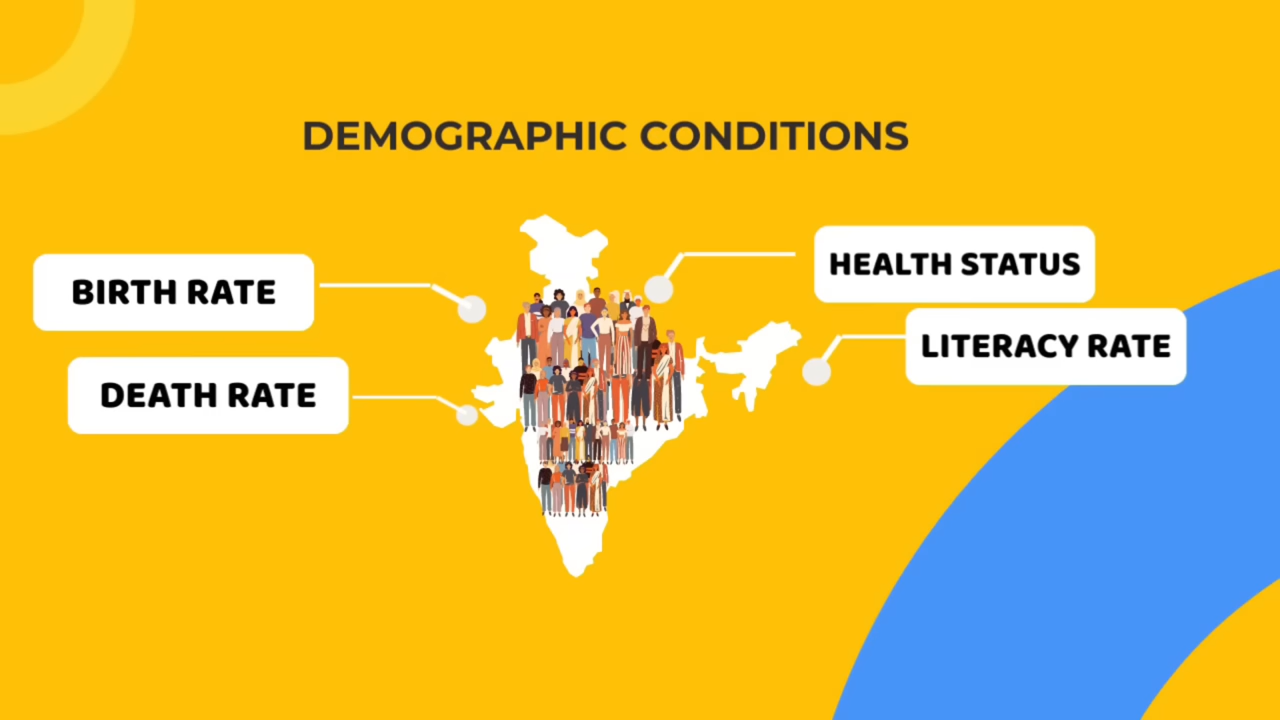 DEMOGRAPHIC CONDITIONS
BIRTH RATE
DEATH RATE
HEALTH STATUS
LITERACY RATE